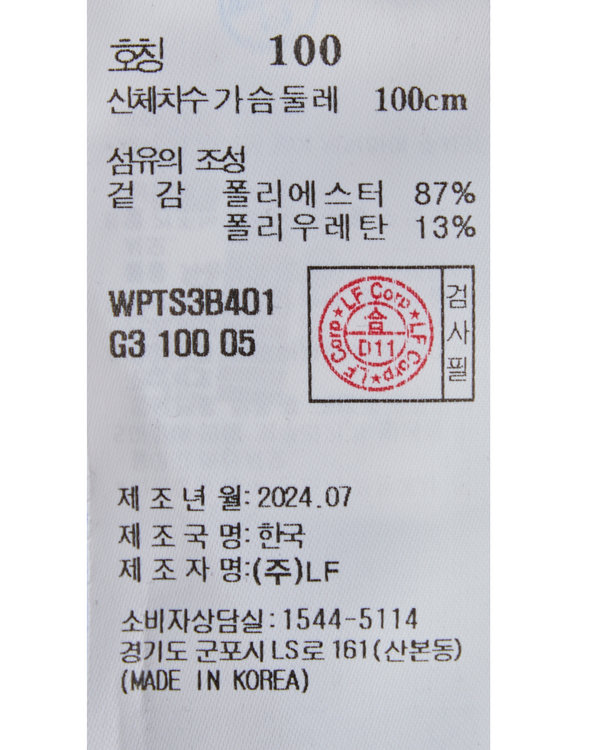 호칭 100
신체치수 가슴둘레 100cm
섬유의 조성
겉 감 폴리에스터 87%
폴리우레탄 13%
WPTS3B401
G3 100 05
★LF Corp★LF Corp★LF Corp
合
D11
검사필
제 조 년 월: 2024.07
제 조 국 명: 한국
제 조 자 명:(주)LF
소비자상담실: 1544-5114
경기도 군포시 LS로 161(산본동)
(MADE IN KOREA)